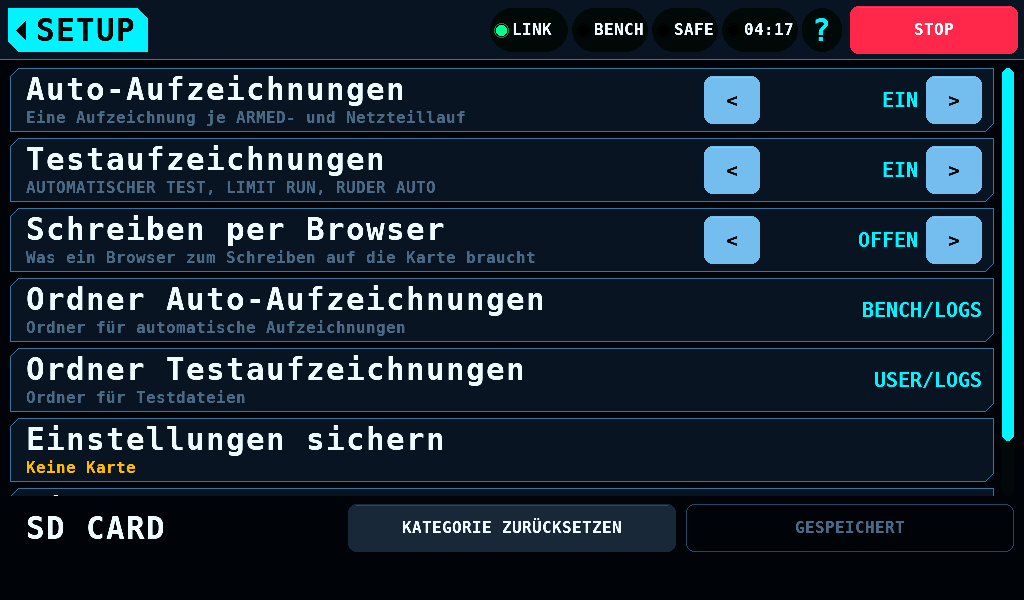 SETUP
LINK
BENCH
SAFE
04:17
?
STOP
Auto-Aufzeichnungen
Eine Aufzeichnung je ARMED- und Netzteillauf
<
EIN
>
Testaufzeichnungen
AUTOMATISCHER TEST, LIMIT RUN, RUDER AUTO
<
EIN
>
Schreiben per Browser
Was ein Browser zum Schreiben auf die Karte braucht
<
OFFEN
>
Ordner Auto-Aufzeichnungen
Ordner für automatische Aufzeichnungen
BENCH/LOGS
Ordner Testaufzeichnungen
Ordner für Testdateien
USER/LOGS
Einstellungen sichern
Keine Karte
SD CARD
KATEGORIE ZURÜCKSETZEN
GESPEICHERT